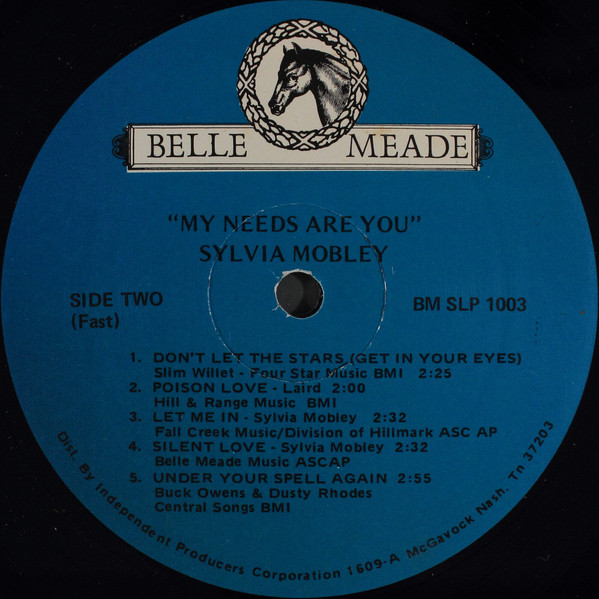 BELLE MEADE
"MY NEEDS ARE YOU"
SYLVIA MOBLEY
SIDE TWO
(Fast)
BM SLP 1003
1. DON'T LET THE STARS (GET IN YOUR EYES)
Slim Willet - Four Star Music BMI 2:25
2. POISON LOVE - Laird 2:00
Hill & Range Music BMI
3. LET ME IN - Sylvia Mobley 2:32
Fall Creek Music/Division of Hillmark ASC AP
4. SILENT LOVE - Sylvia Mobley 2:32
Belle Meade Music ASCAP
5. UNDER YOUR SPELL AGAIN 2:55
Buck Owens & Dusty Rhodes
Central Songs BMI
Dist. By Independent Producers Corporation 1609-A McGavock Nash. Tn 37203